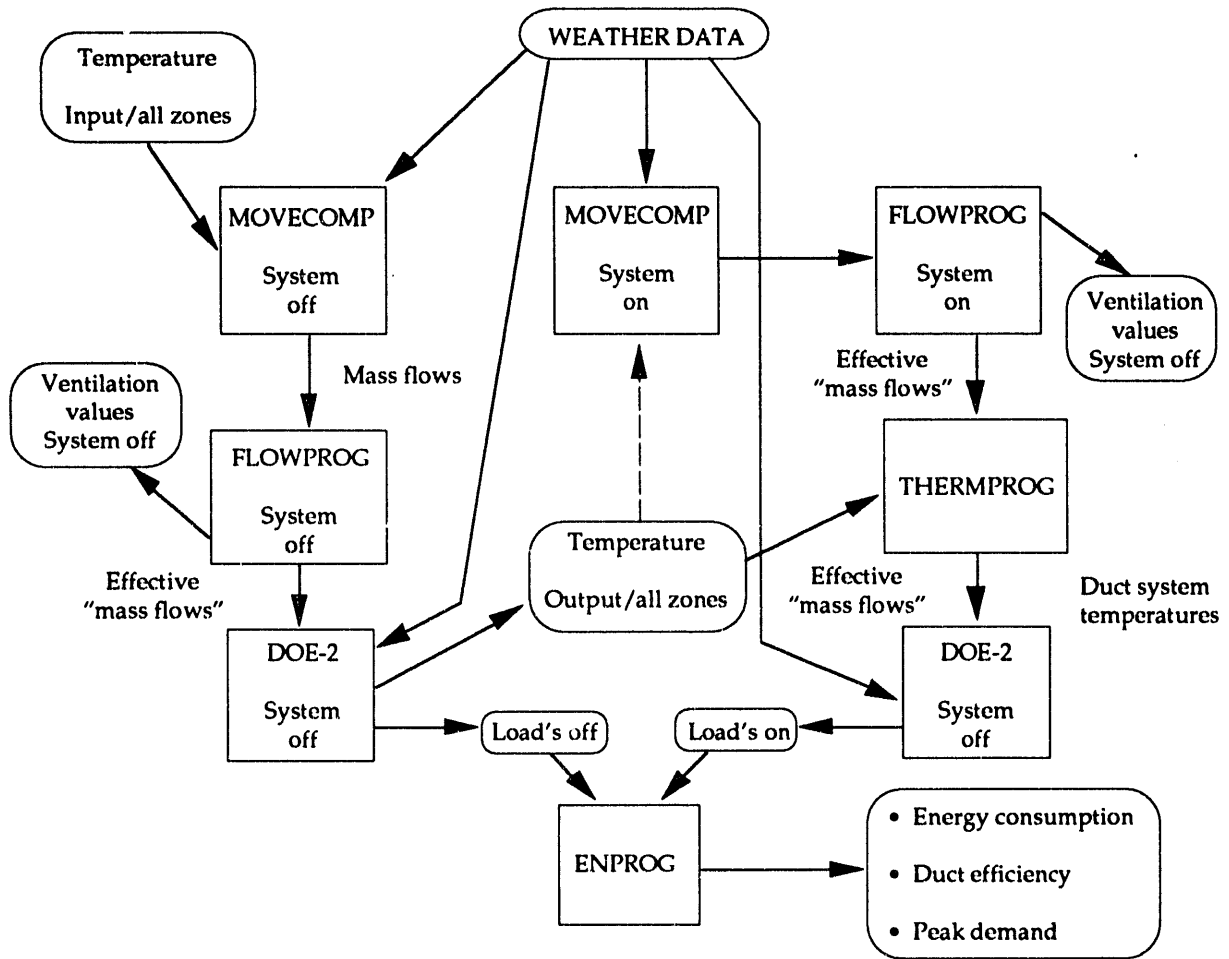 WEATHER DATA
Temperature
Input/all zones
MOVECOMP
System
off
MOVECOMP
System
on
FLOWPROG
System
on
Ventilation
values
System off
Mass flows
Effective
"mass flows"
Ventilation
values
System off
FLOWPROG
System
off
THERMPROG
Temperature
Output/all zones
Effective
"mass flows"
Effective
"mass flows"
Duct system
temperatures
DOE-2
System
off
DOE-2
System
off
Load's off
Load's on
ENPROG
• Energy consumption
• Duct efficiency
• Peak demand